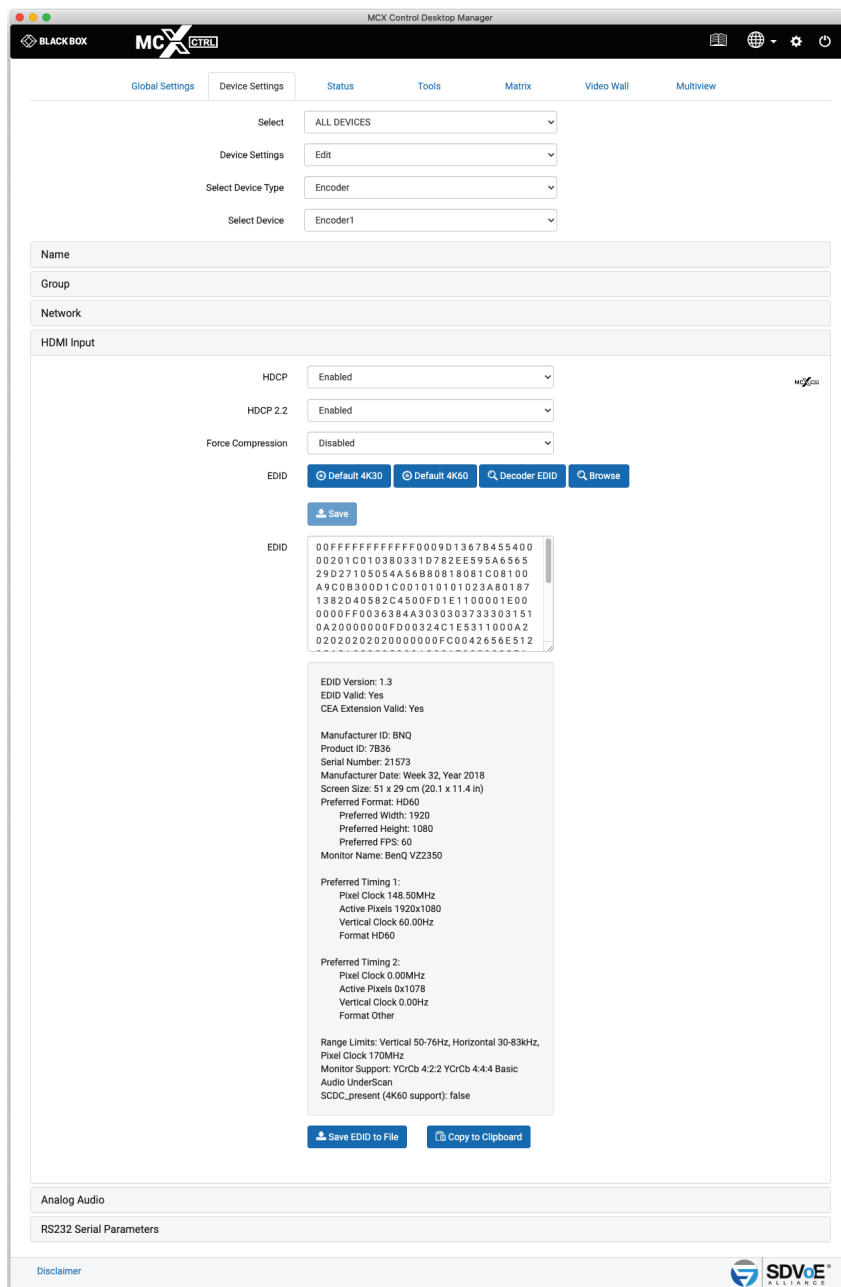 MCX Control Desktop Manager
BLACK BOX
MCX CTRL
Global Settings
Device Settings
Status
Tools
Matrix
Video Wall
Multiview
Select
ALL DEVICES
Device Settings
Edit
Select Device Type
Encoder
Select Device
Encoder1
Name
Group
Network
HDMI Input
HDCP
Enabled
HDCP 2.2
Enabled
Force Compression
Disabled
EDID
Default 4K30
Default 4K60
Decoder EDID
Browse
Save
EDID
00FFFFFFFFFFFF0009D1367B455400
00201C010380331D782EE595A6565
29D27105054A56B80818081C08100
A9C0B300D1C001010101023A80187
1382D40582C4500FD1E1100001E00
0000FF0036384A3030303733303151
0A20000000FD00324C1E5311000A2
0202020202020000000FC0042656E512
EDID Version: 1.3
EDID Valid: Yes
CEA Extension Valid: Yes
Manufacturer ID: BNQ
Product ID: 7B36
Serial Number: 21573
Manufacturer Date: Week 32, Year 2018
Screen Size: 51 x 29 cm (20.1 x 11.4 in)
Preferred Format: HD60
Preferred Width: 1920
Preferred Height: 1080
Preferred FPS: 60
Monitor Name: BenQ VZ2350
Preferred Timing 1:
Pixel Clock 148.50MHz
Active Pixels 1920x1080
Vertical Clock 60.00Hz
Format HD60
Preferred Timing 2:
Pixel Clock 0.00MHz
Active Pixels 0x1078
Vertical Clock 0.00Hz
Format Other
Range Limits: Vertical 50-76Hz, Horizontal 30-83kHz,
Pixel Clock 170MHz
Monitor Support: YCrCb 4:2:2 YCrCb 4:4:4 Basic
Audio UnderScan
SCDC_present (4K60 support): false
Save EDID to File
Copy to Clipboard
Analog Audio
RS232 Serial Parameters
Disclaimer
SDVoE
ALLIANCE